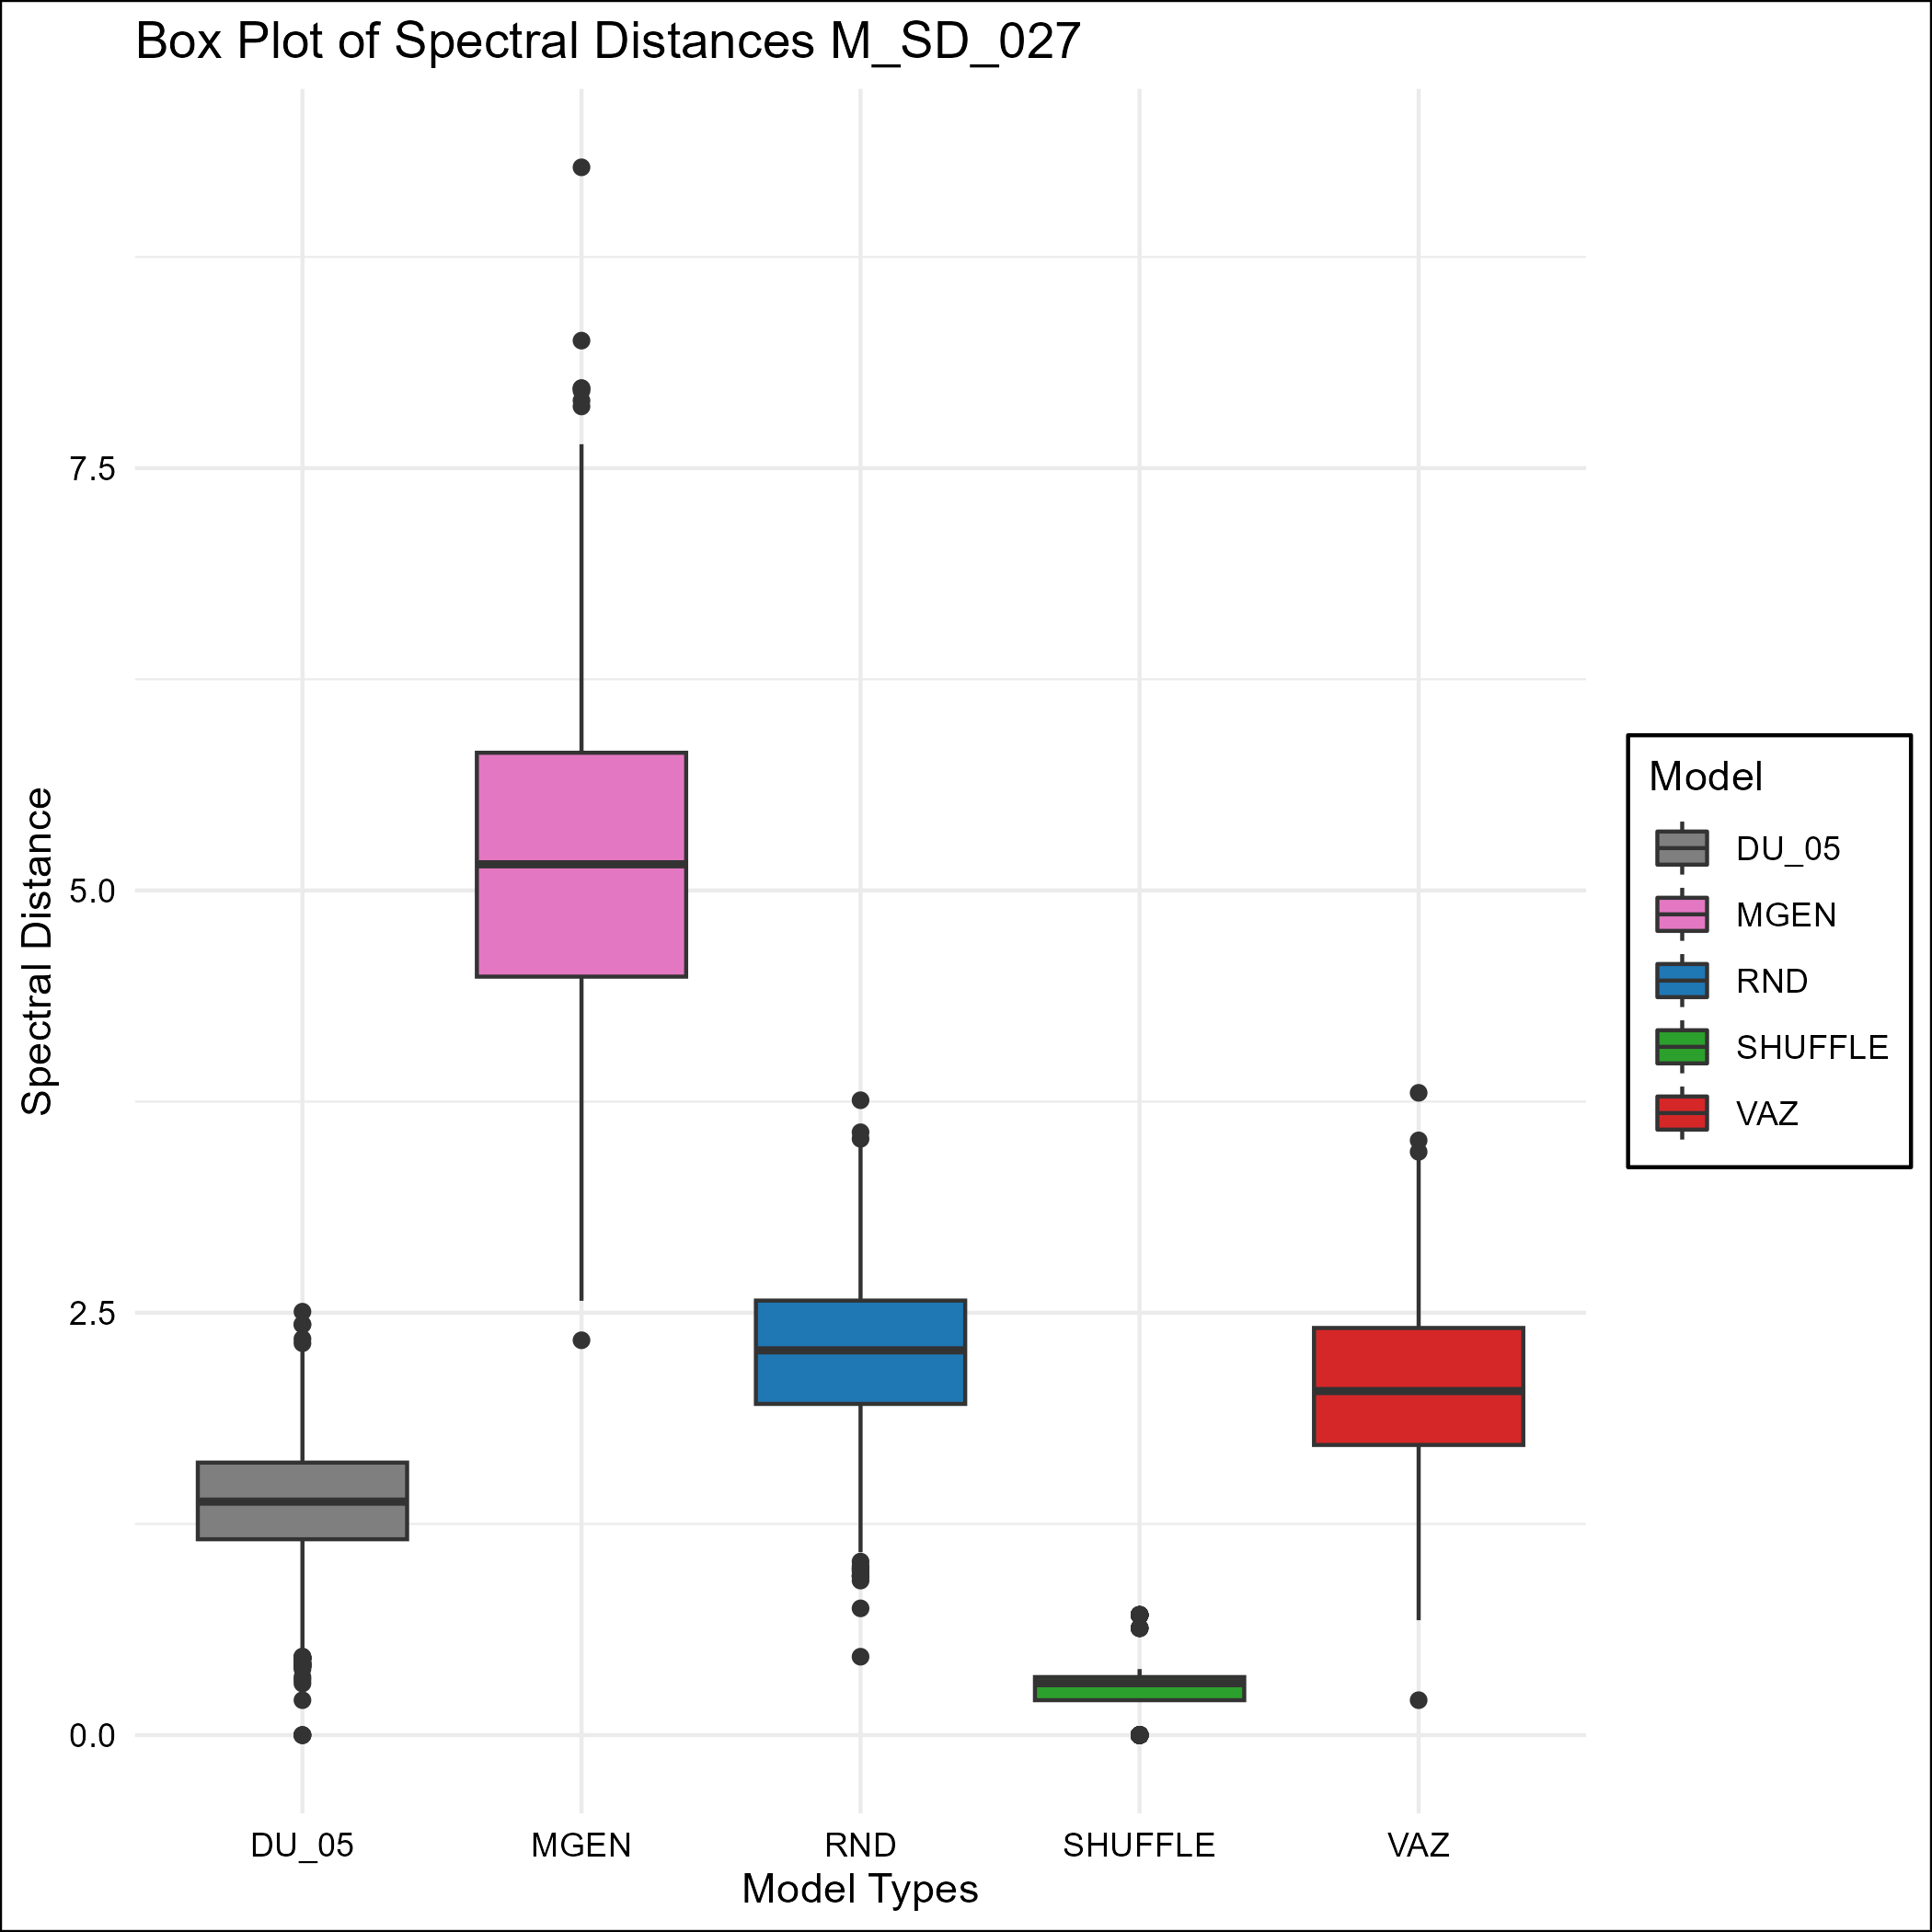 Box Plot of Spectral Distances M_SD_027
Spectral Distance
7.5
5.0
2.5
0.0
DU_05 MGEN RND SHUFFLE VAZ
Model Types
Model
DU_05
MGEN
RND
SHUFFLE
VAZ